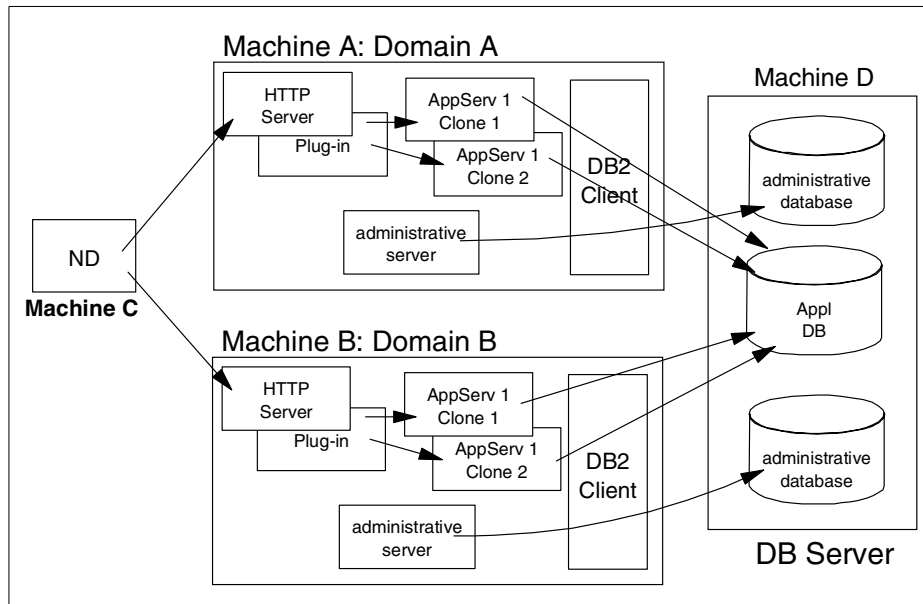 Machine A: Domain A
HTTP
Server
Plug-in
AppServ 1
Clone 1
AppServ 1
Clone 2
DB2
Client
administrative
server
ND
Machine C
Machine B: Domain B
HTTP
Server
Plug-in
AppServ 1
Clone 1
AppServ 1
Clone 2
DB2
Client
administrative
server
Machine D
administrative
database
Appl
DB
administrative
database
DB Server